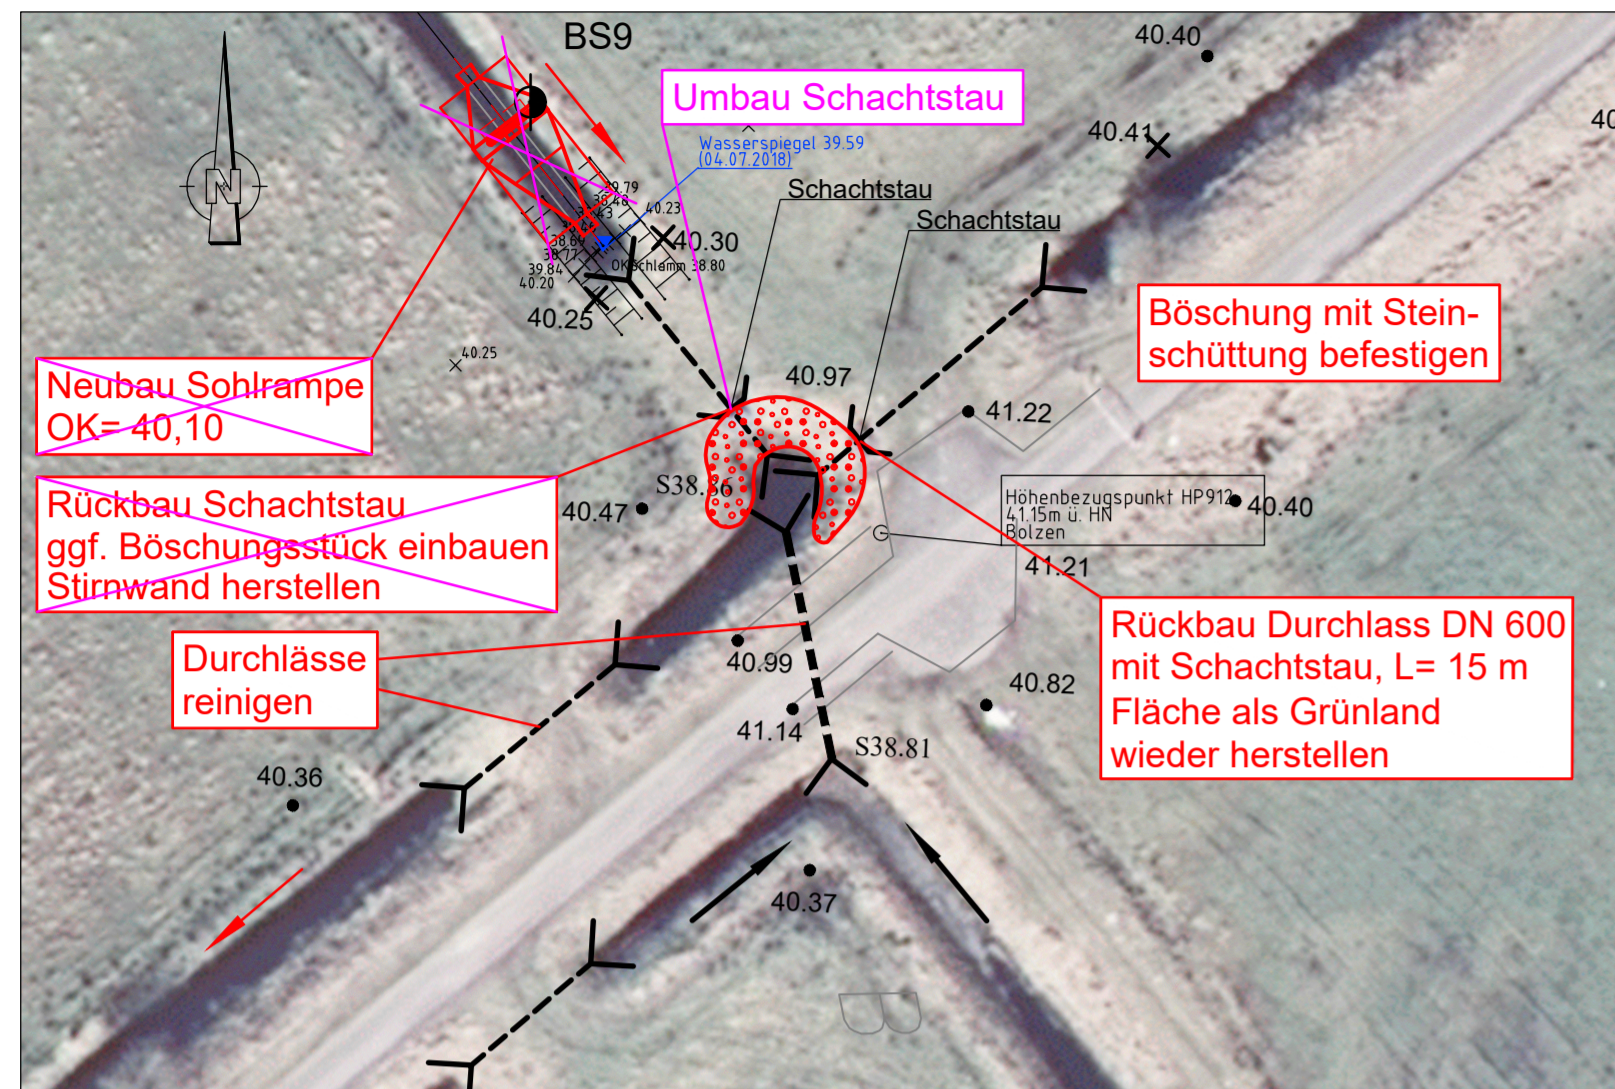 BS9
40.40
Umbau Schachtstau
40.41
Wasserspiegel 39.59
(04.07.2018)
Schachtstau
39.79
40.23
Schachtstau
40.30
38.77
OK Schlamm 38.80
39.84
40.20
40.25
N
Böschung mit Stein-
schüttung befestigen
40.25
Neubau Sohlrampe
OK= 40,10
40.97
41.22
Rückbau Schachtstau
ggf. Böschungsstück einbauen
Stirnwand herstellen
40.47
S38.86
Höhenbezugspunkt HP912
41.15m ü. HN
Bolzen
40.40
41.21
Rückbau Durchlass DN 600
mit Schachtstau, L= 15 m
Fläche als Grünland
wieder herstellen
Durchlässe
reinigen
40.99
40.82
41.14
S38.81
40.36
40.37